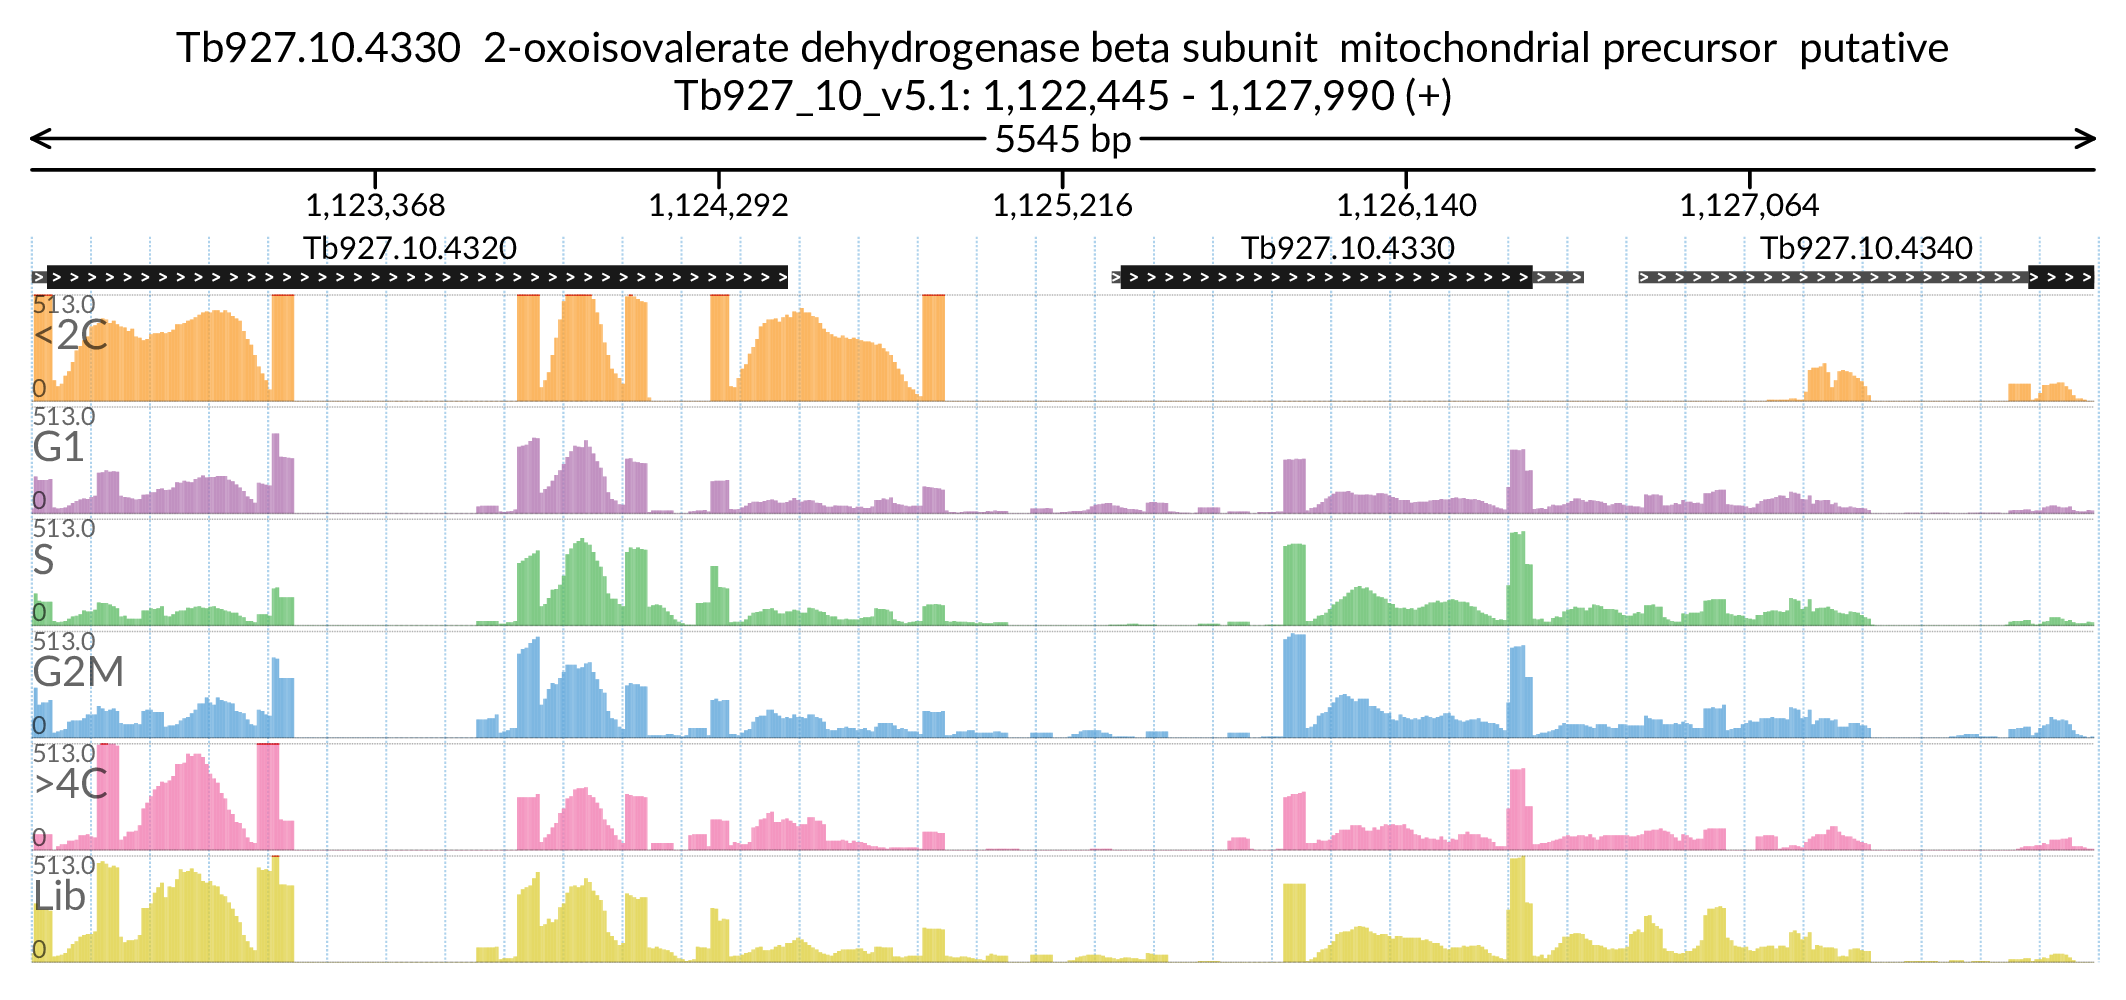 Tb927.10.4330 2-oxoisovalerate dehydrogenase beta subunit mitochondrial precursor putative
Tb927_10_v5.1: 1,122,445 - 1,127,990 (+)
5545 bp
1,123,368 1,124,292 1,125,216 1,126,140 1,127,064
Tb927.10.4320 Tb927.10.4330 Tb927.10.4340
513.0
<2C
0
513.0
G1
0
513.0
S
0
513.0
G2M
0
513.0
>4C
0
513.0
Lib
0